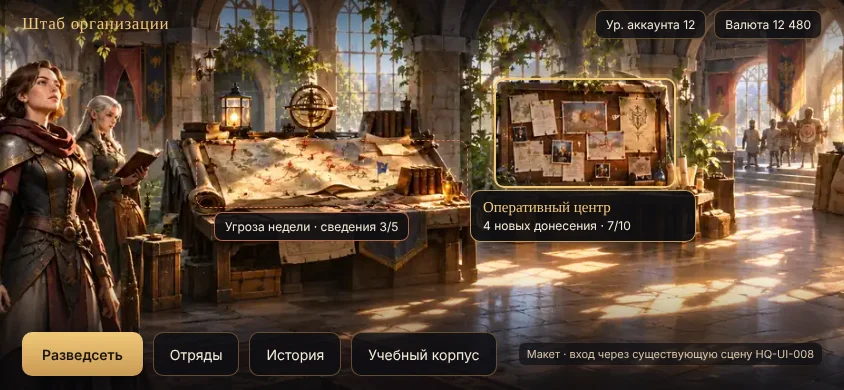 Штаб организации
Ур. аккаунта 12
Валюта 12 480
Оперативный центр
4 новых донесения · 7/10
Угроза недели · сведения 3/5
Разведсеть
Отряды
История
Учебный корпус
Макет · вход через существующую сцену HQ-UI-008